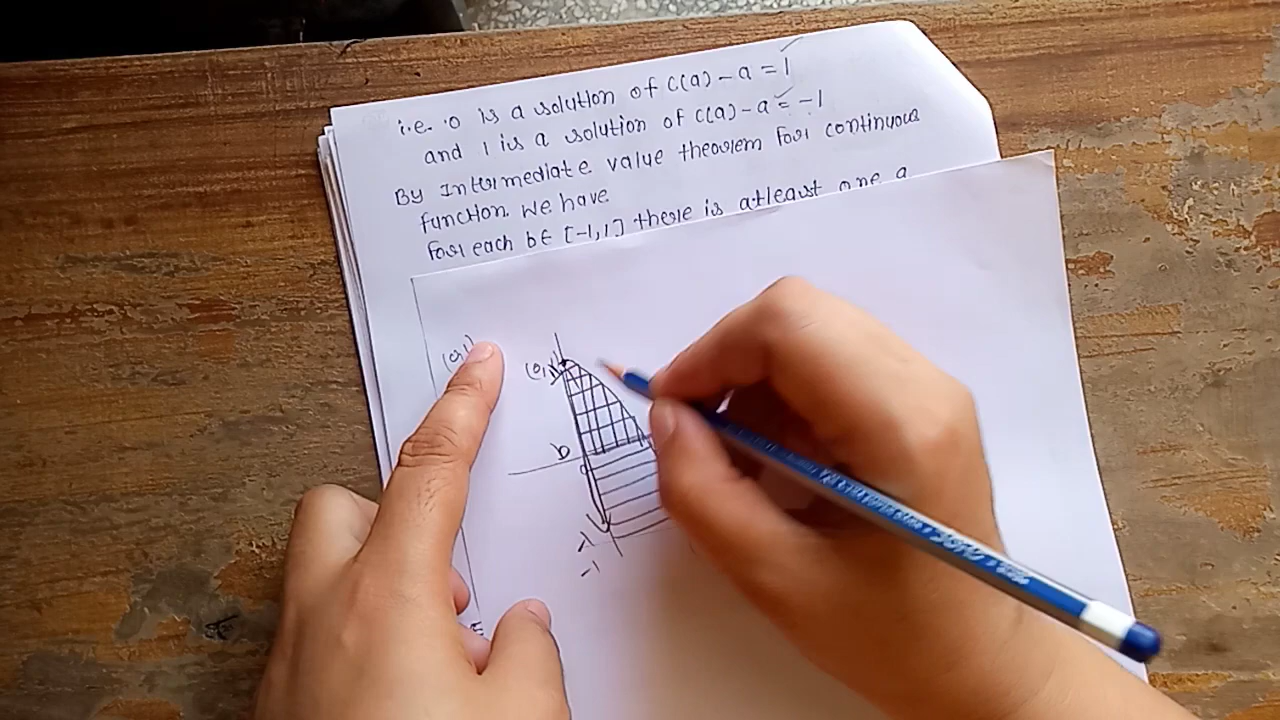 i.e. 0 is a solution of c(a) - a = 1
and 1 is a solution of c(a) - a = -1
By Intermediate value theorem for continuous
function we have
for each b ∈ [-1,1] there is atleast one a
(0,1)
(0,1)
b
-1